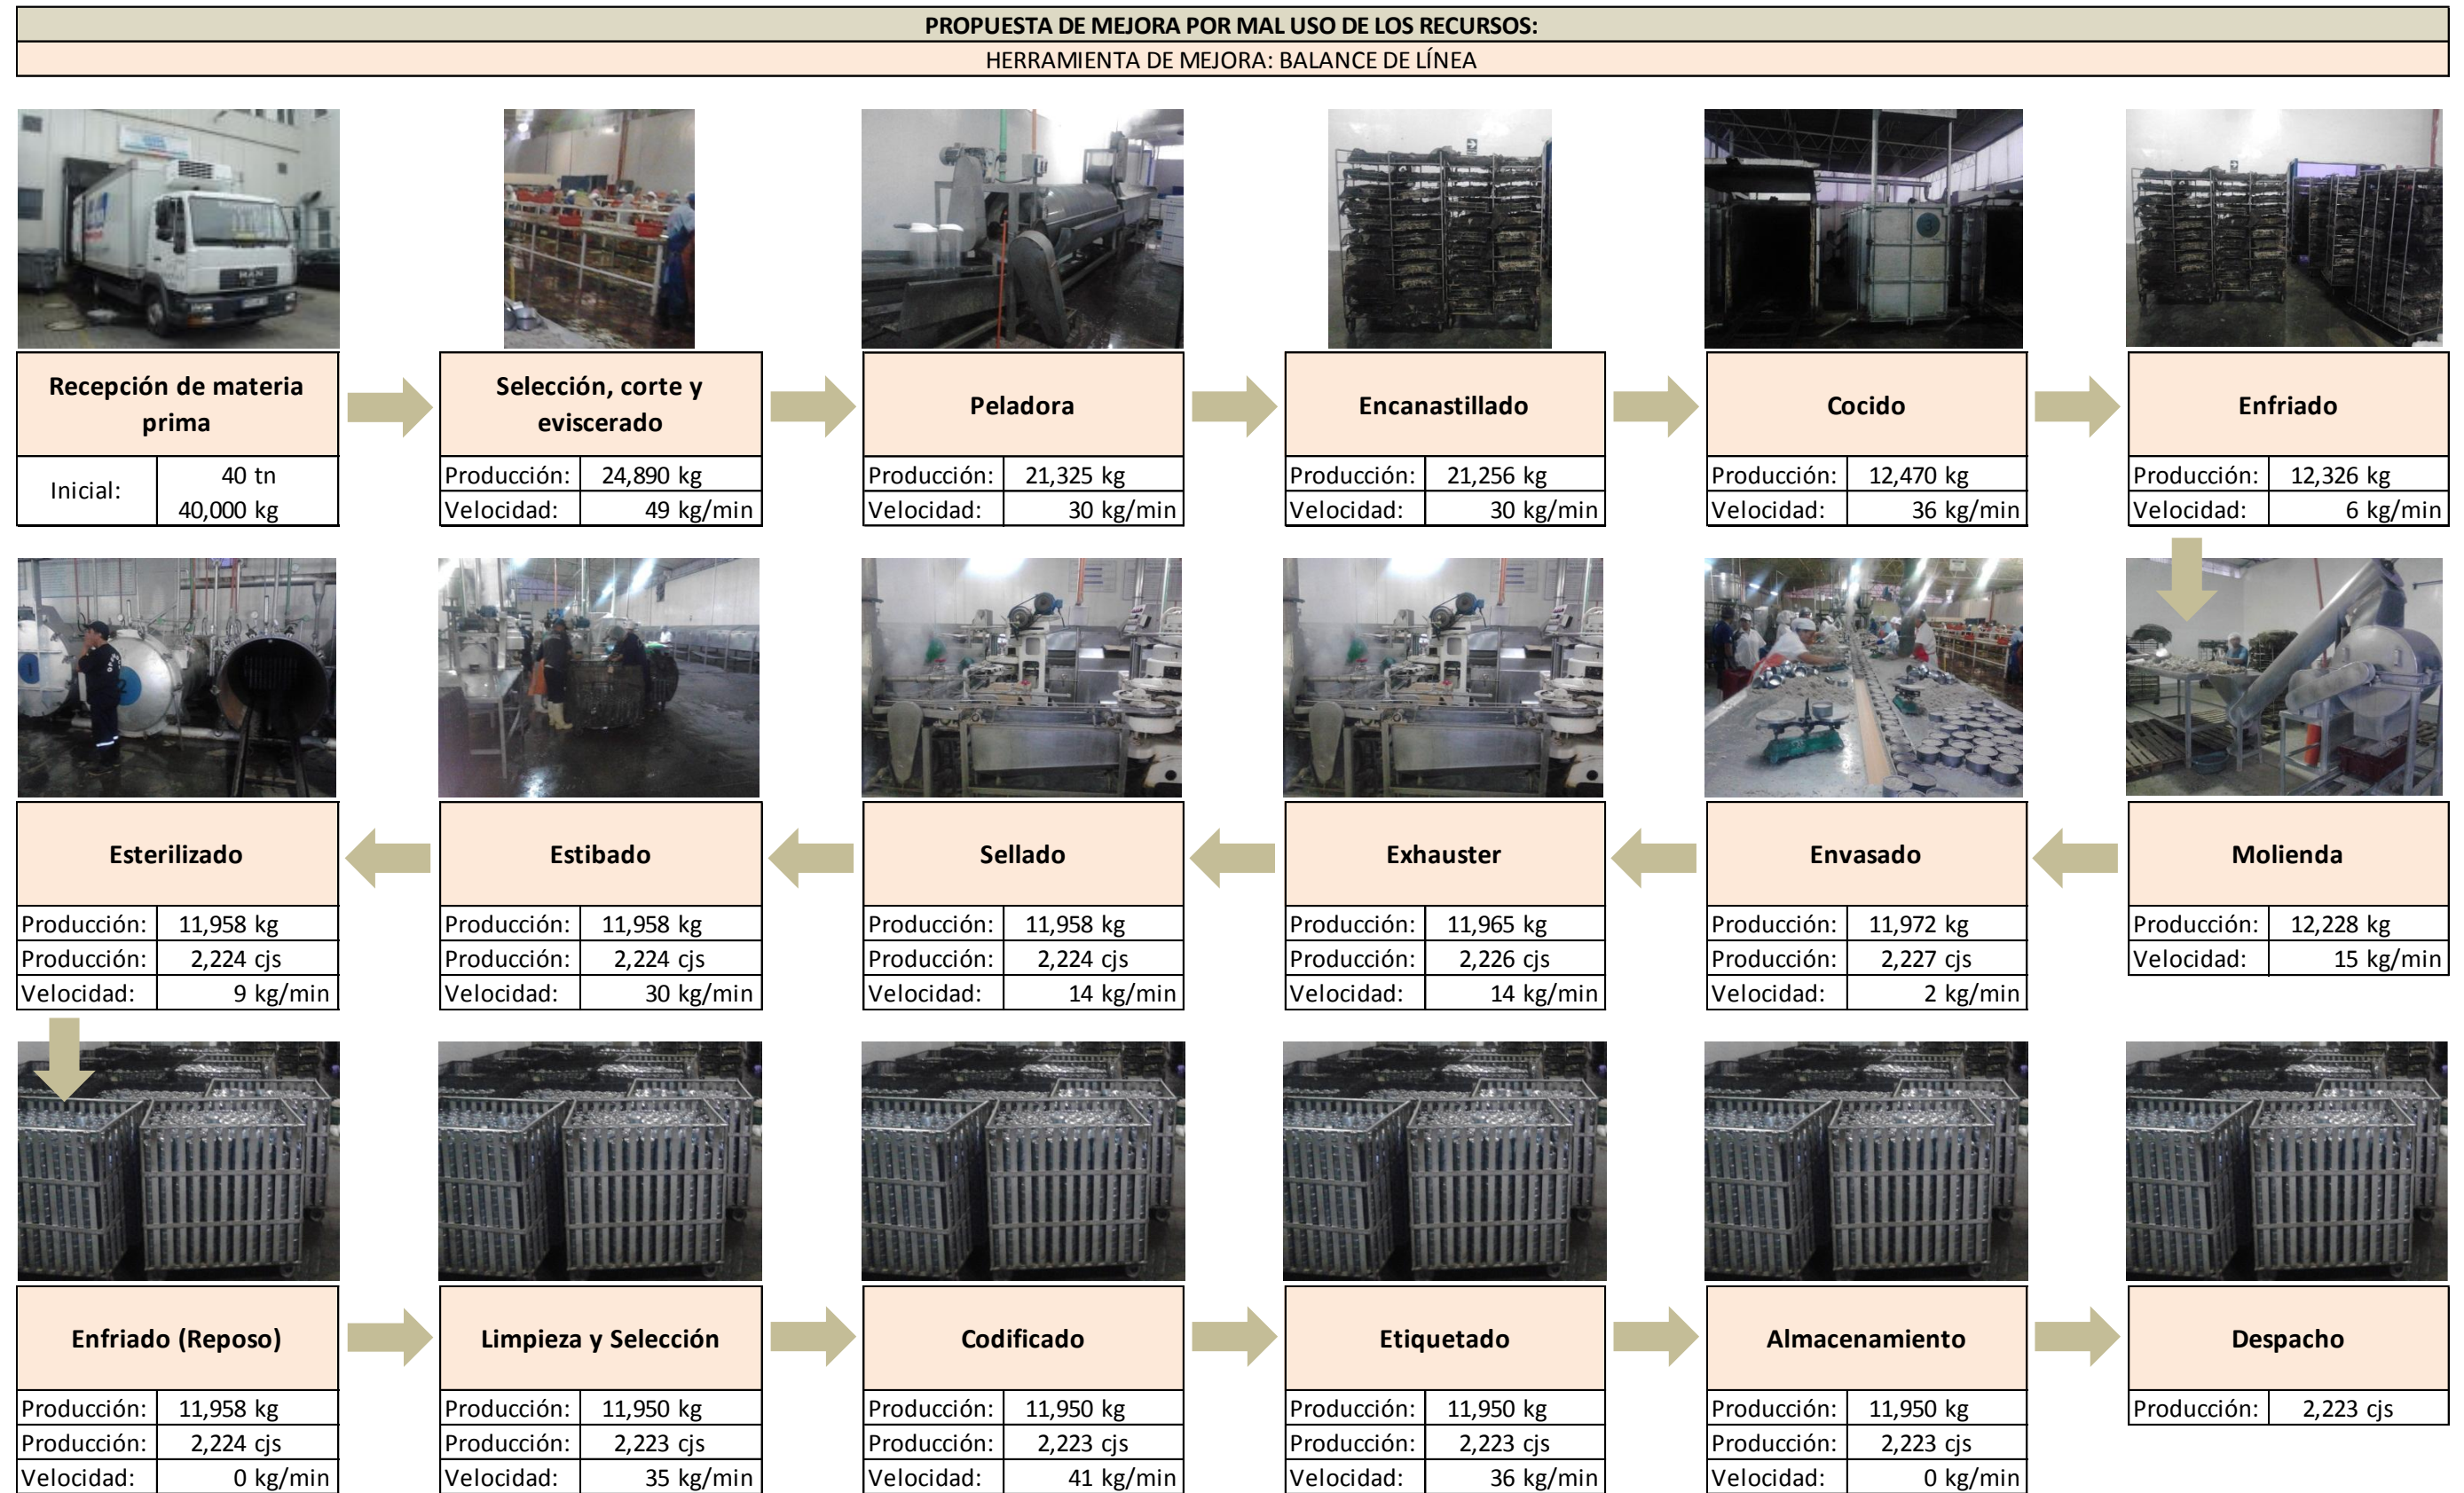 PROPUESTA DE MEJORA POR MAL USO DE LOS RECURSOS:
HERRAMIENTA DE MEJORA: BALANCE DE LÍNEA
MAN
Recepción de materia
prima
Inicial:
40 tn
40,000 kg
Selección, corte y
eviscerado
Producción: 24,890 kg
Velocidad: 49 kg/min
Peladora
Producción: 21,325 kg
Velocidad: 30 kg/min
Encanastillado
Producción: 21,256 kg
Velocidad: 30 kg/min
Cocido
Producción: 12,470 kg
Velocidad: 36 kg/min
Enfriado
Producción: 12,326 kg
Velocidad: 6 kg/min
1
2
Esterilizado
Producción: 11,958 kg
Producción: 2,224 cjs
Velocidad: 9 kg/min
Estibado
Producción: 11,958 kg
Producción: 2,224 cjs
Velocidad: 30 kg/min
Sellado
Producción: 11,958 kg
Producción: 2,224 cjs
Velocidad: 14 kg/min
Exhauster
Producción: 11,965 kg
Producción: 2,226 cjs
Velocidad: 14 kg/min
Envasado
Producción: 11,972 kg
Producción: 2,227 cjs
Velocidad: 2 kg/min
Molienda
Producción: 12,228 kg
Velocidad: 15 kg/min
Enfriado (Reposo)
Producción: 11,958 kg
Producción: 2,224 cjs
Velocidad: 0 kg/min
Limpieza y Selección
Producción: 11,950 kg
Producción: 2,223 cjs
Velocidad: 35 kg/min
Codificado
Producción: 11,950 kg
Producción: 2,223 cjs
Velocidad: 41 kg/min
Etiquetado
Producción: 11,950 kg
Producción: 2,223 cjs
Velocidad: 36 kg/min
Almacenamiento
Producción: 11,950 kg
Producción: 2,223 cjs
Velocidad: 0 kg/min
Despacho
Producción: 2,223 cjs